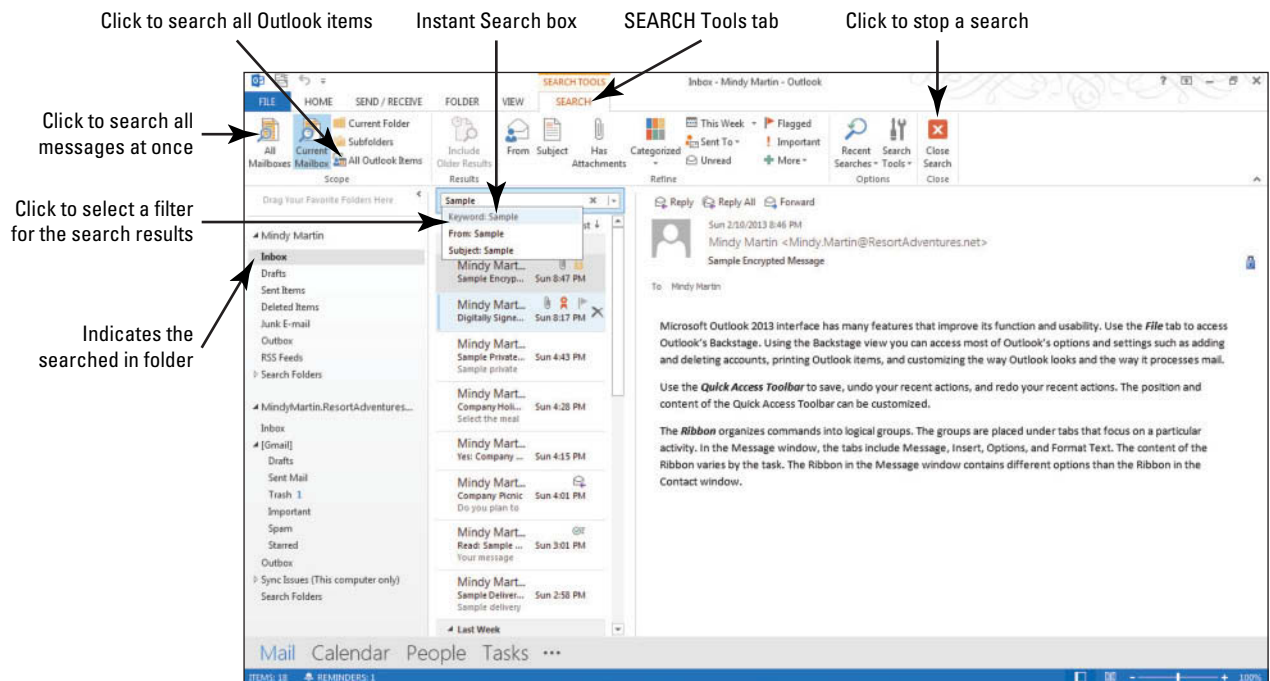 Click to search all Outlook items
Instant Search box
SEARCH Tools tab
Click to stop a search
Click to search all
messages at once
Click to select a filter
for the search results
Indicates the
searched in folder
SEARCH TOOLS
Inbox - Mindy Martin - Outlook
FILE HOME SEND / RECEIVE FOLDER VIEW SEARCH
All
Mailboxes
Current
Mailbox
Current Folder
Subfolders
All Outlook Items
Scope
Include
Older Results
Results
From
Subject
Has
Attachments
Categorized
This Week
Sent To
Unread
Flagged
Important
More
Refine
Recent
Searches
Search
Tools
Options
Close
Search
Close
Drag Your Favorite Folders Here
Mindy Martin
Inbox
Drafts
Sent Items
Deleted Items
Junk E-mail
Outbox
RSS Feeds
Search Folders
MindyMartin.ResortAdventures...
Inbox
[Gmail]
Drafts
Sent Mail
Trash 1
Important
Spam
Starred
Outbox
Sync Issues (This computer only)
Search Folders
Sample
Keyword: Sample
From: Sample
Subject: Sample
Mindy Mart...
Sample Encryp... Sun 8:47 PM
Mindy Mart...
Digitally Signe... Sun 8:17 PM
Mindy Mart...
Sample Private... Sun 4:43 PM
Sample private
Mindy Mart...
Company Holi... Sun 4:28 PM
Select the meal
Mindy Mart...
Yes: Company ... Sun 4:15 PM
Mindy Mart...
Company Picnic Sun 4:01 PM
Do you plan to
Mindy Mart...
Read: Sample ... Sun 3:01 PM
Your message
Mindy Mart...
Sample Deliver... Sun 2:58 PM
Sample delivery
Last Week
Reply Reply All Forward
Sun 2/10/2013 8:46 PM
Mindy Martin <Mindy.Martin@ResortAdventures.net>
Sample Encrypted Message
To Mindy Martin
Microsoft Outlook 2013 interface has many features that improve its function and usability. Use the File tab to access
Outlook's Backstage. Using the Backstage view you can access most of Outlook's options and settings such as adding
and deleting accounts, printing Outlook items, and customizing the way Outlook looks and the way it processes mail.
Use the Quick Access Toolbar to save, undo your recent actions, and redo your recent actions. The position and
content of the Quick Access Toolbar can be customized.
The Ribbon organizes commands into logical groups. The groups are placed under tabs that focus on a particular
activity. In the Message window, the tabs include Message, Insert, Options, and Format Text. The content of the
Ribbon varies by the task. The Ribbon in the Message window contains different options than the Ribbon in the
Contact window.
Mail Calendar People Tasks ...
ITEMS: 18 REMINDERS: 1
100%